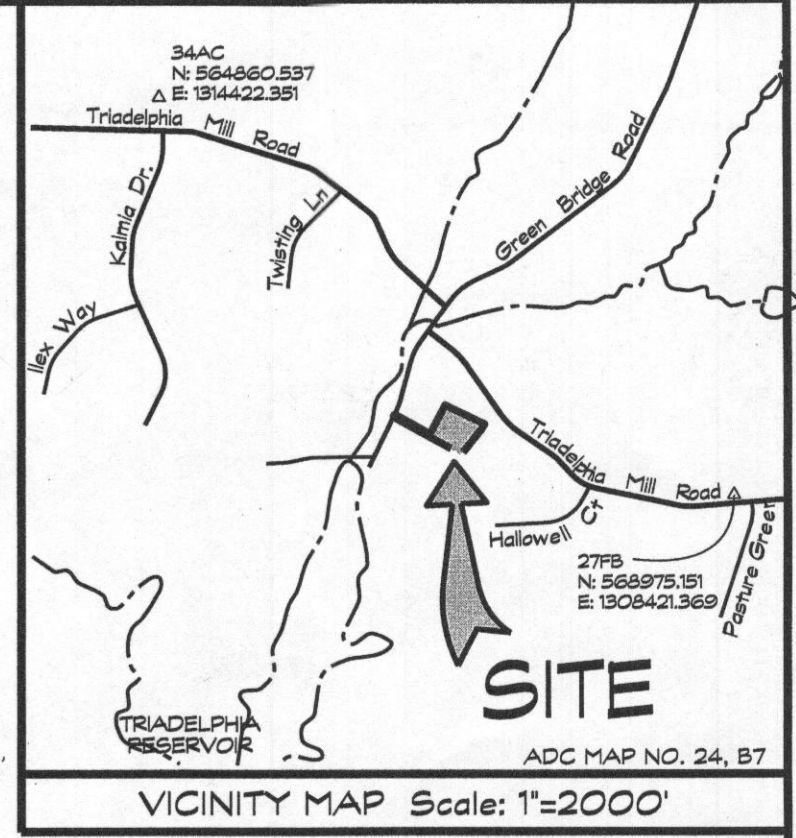 34AC
N: 564860.537
E: 1314422.351
Triadelphia Mill Road
Kalmia Dr.
Twisting Ln
Green Bridge Road
Ilex Way
Triadelphia Mill Road
Hallowell Ct
Pasture Green
27FB
N: 568975.151
E: 1308421.369
SITE
TRIADELPHIA
RESERVOIR
ADC MAP NO. 24, B7
VICINITY MAP Scale: 1"=2000'